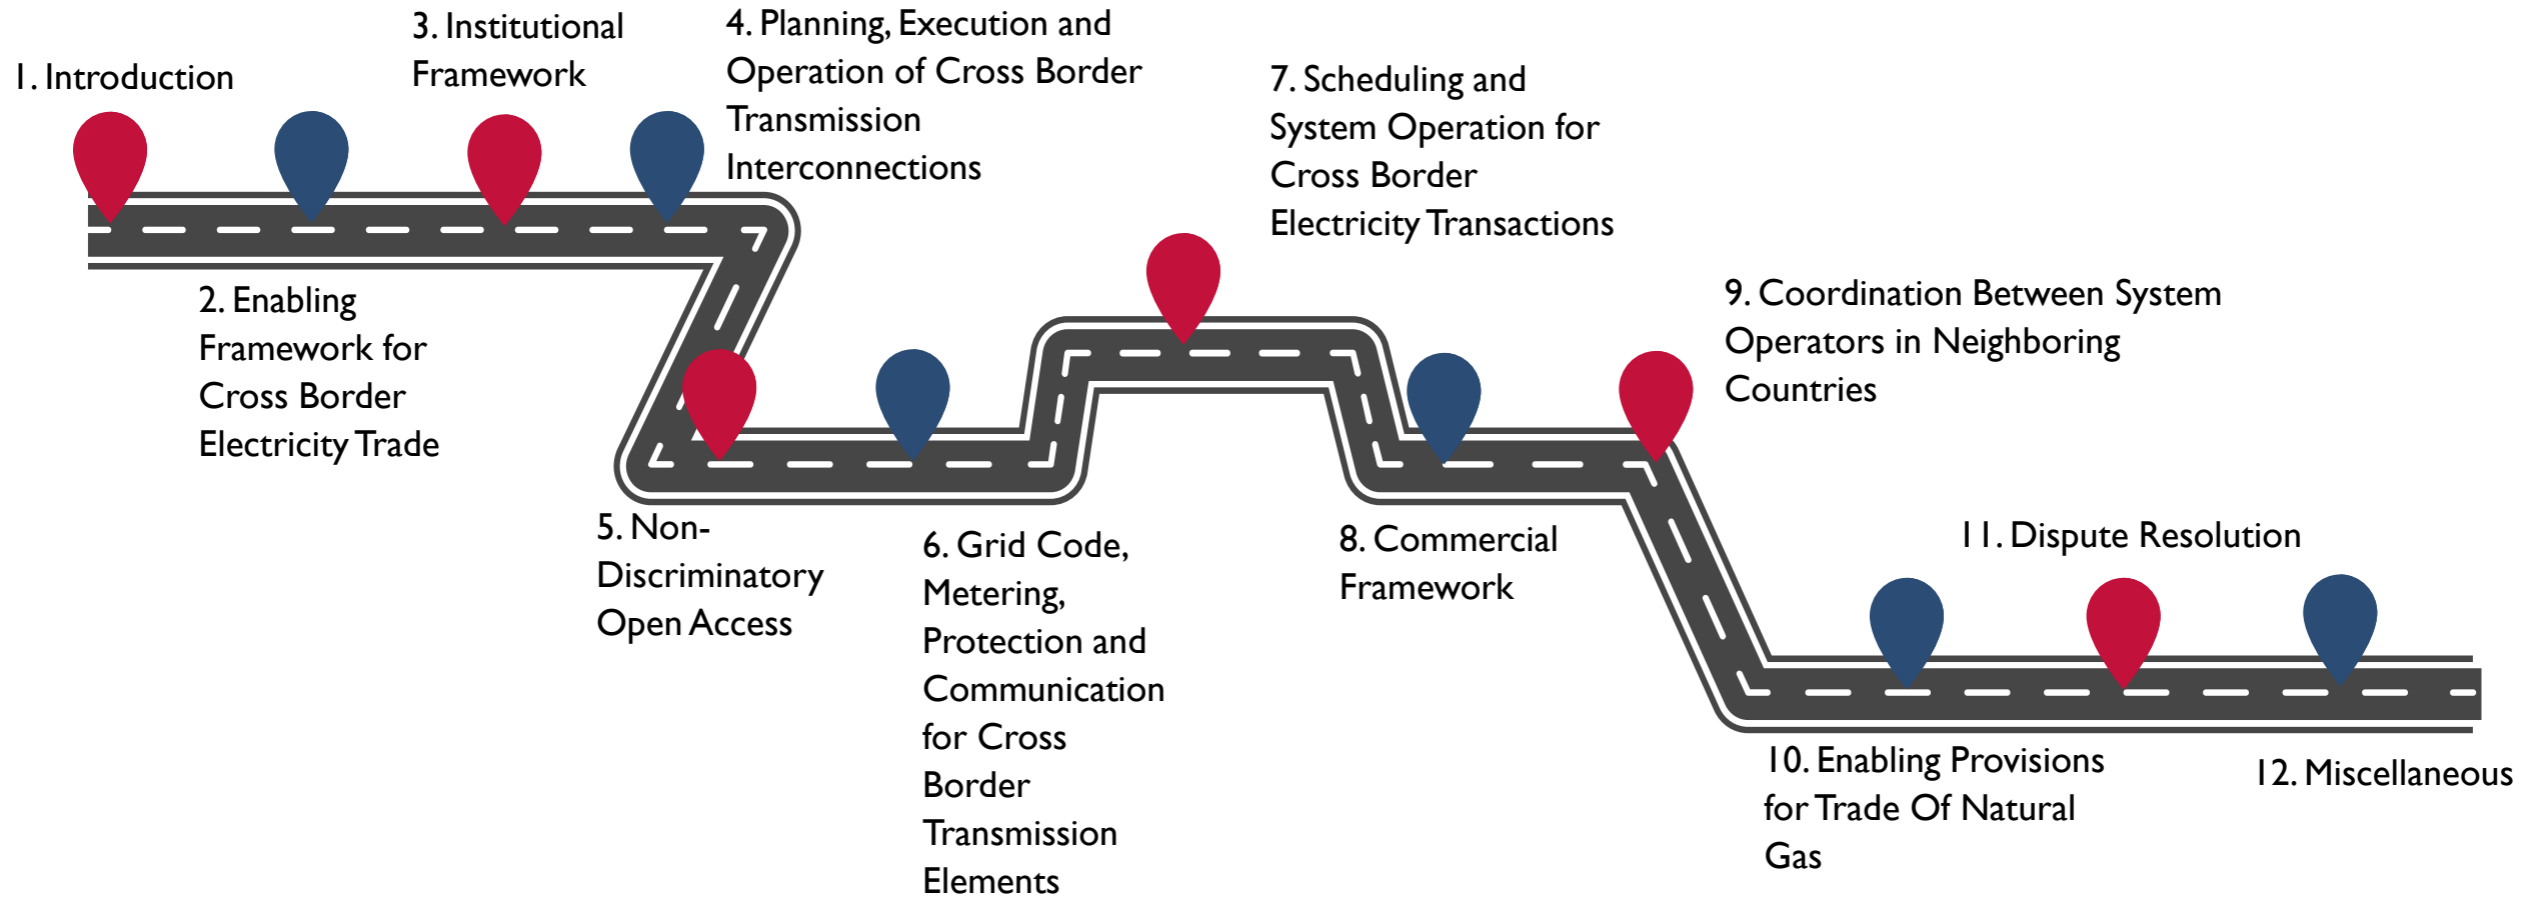 1. Introduction
2. Enabling
Framework for
Cross Border
Electricity Trade
3. Institutional
Framework
4. Planning, Execution and
Operation of Cross Border
Transmission
Interconnections
5. Non-
Discriminatory
Open Access
6. Grid Code,
Metering,
Protection and
Communication
for Cross
Border
Transmission
Elements
7. Scheduling and
System Operation for
Cross Border
Electricity Transactions
8. Commercial
Framework
9. Coordination Between System
Operators in Neighboring
Countries
10. Enabling Provisions
for Trade Of Natural
Gas
11. Dispute Resolution
12. Miscellaneous